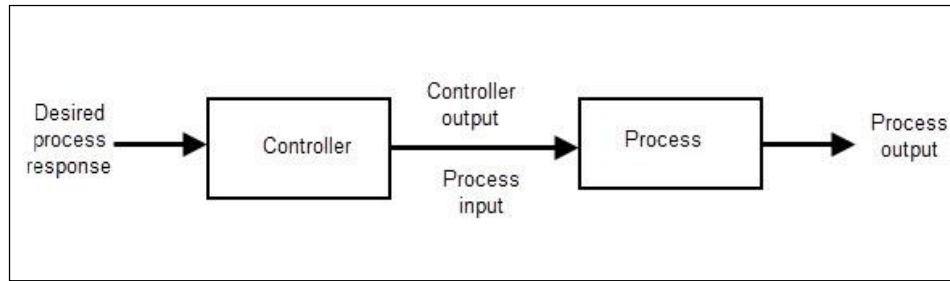 Desired
process
response
Controller
Controller
output
Process
input
Process
Process
output